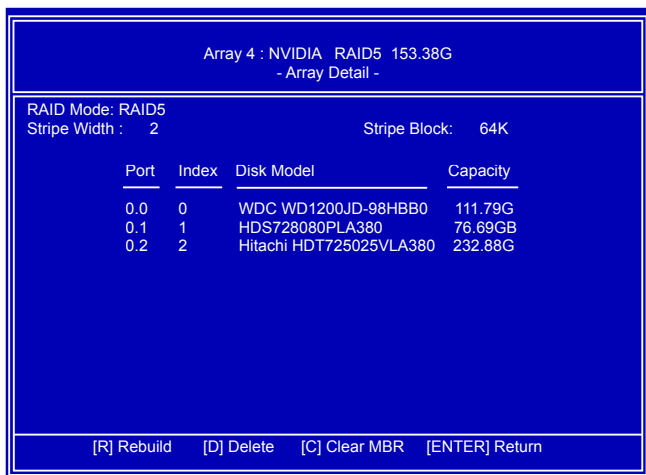 Array 4 : NVIDIA RAID5 153.38G
- Array Detail -
RAID Mode: RAID5
Stripe Width : 2 Stripe Block: 64K
Port Index Disk Model Capacity
0.0 0 WDC WD1200JD-98HBB0 111.79G
0.1 1 HDS728080PLA380 76.69GB
0.2 2 Hitachi HDT725025VLA380 232.88G
[R] Rebuild [D] Delete [C] Clear MBR [ENTER] Return